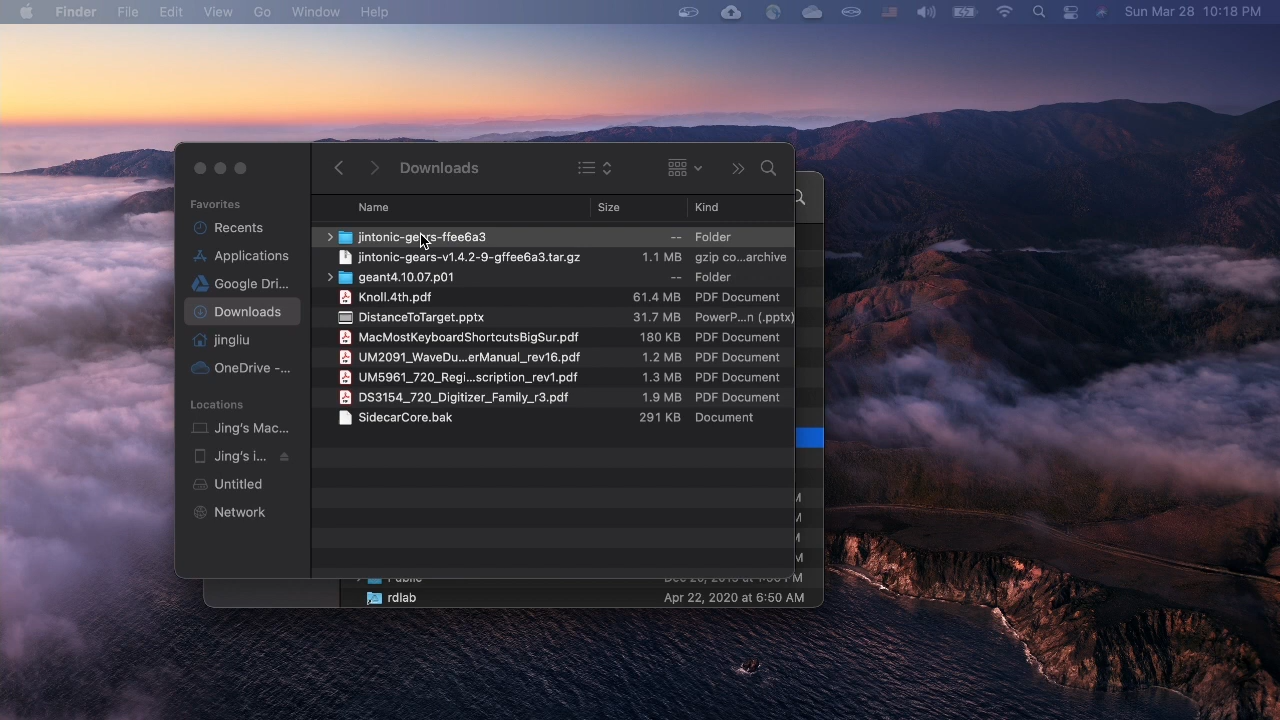 Finder File Edit View Go Window Help Sun Mar 28 10:18 PM
Downloads
Favorites
Recents
Applications
Google Dri...
Downloads
jingliu
OneDrive -...
Locations
Jing's Mac...
Jing's i...
Untitled
Network
Name Size Kind
jintonic-gears-ffee6a3 -- Folder
jintonic-gears-v1.4.2-9-gffee6a3.tar.gz 1.1 MB gzip co...archive
geant4.10.07.p01 -- Folder
Knoll.4th.pdf 61.4 MB PDF Document
DistanceToTarget.pptx 31.7 MB PowerP...n (.pptx)
MacMostKeyboardShortcutsBigSur.pdf 180 KB PDF Document
UM2091_WaveDu...erManual_rev16.pdf 1.2 MB PDF Document
UM5961_720_Regi...scription_rev1.pdf 1.3 MB PDF Document
DS3154_720_Digitizer_Family_r3.pdf 1.9 MB PDF Document
SidecarCore.bak 291 KB Document
M
M
M
M
rdlab Apr 22, 2020 at 6:50 AM